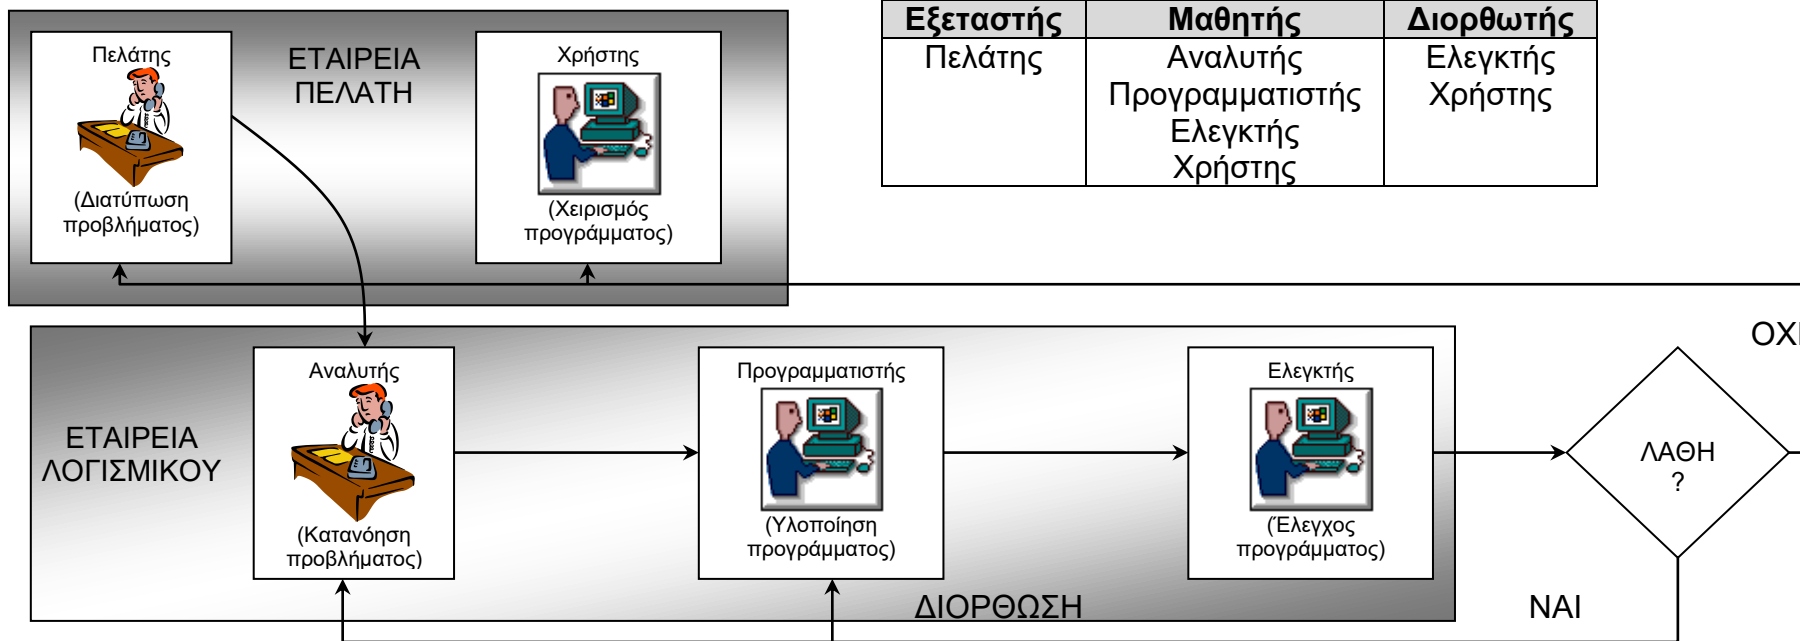 Πελάτης
ΕΤΑΙΡΕΙΑ
ΠΕΛΑΤΗ
(Διατύπωση
προβλήματος)
Χρήστης
(Χειρισμός
προγράμματος)
Εξεταστής Μαθητής Διορθωτής
Πελάτης Αναλυτής Ελεγκτής
Προγραμματιστής Χρήστης
Ελεγκτής
Χρήστης
ΕΤΑΙΡΕΙΑ
ΛΟΓΙΣΜΙΚΟΥ
Αναλυτής
(Κατανόηση
προβλήματος)
Προγραμματιστής
(Υλοποίηση
προγράμματος)
Ελεγκτής
(Έλεγχος
προγράμματος)
ΛΑΘΗ
?
ΟΧΙ
ΔΙΟΡΘΩΣΗ
ΝΑΙ